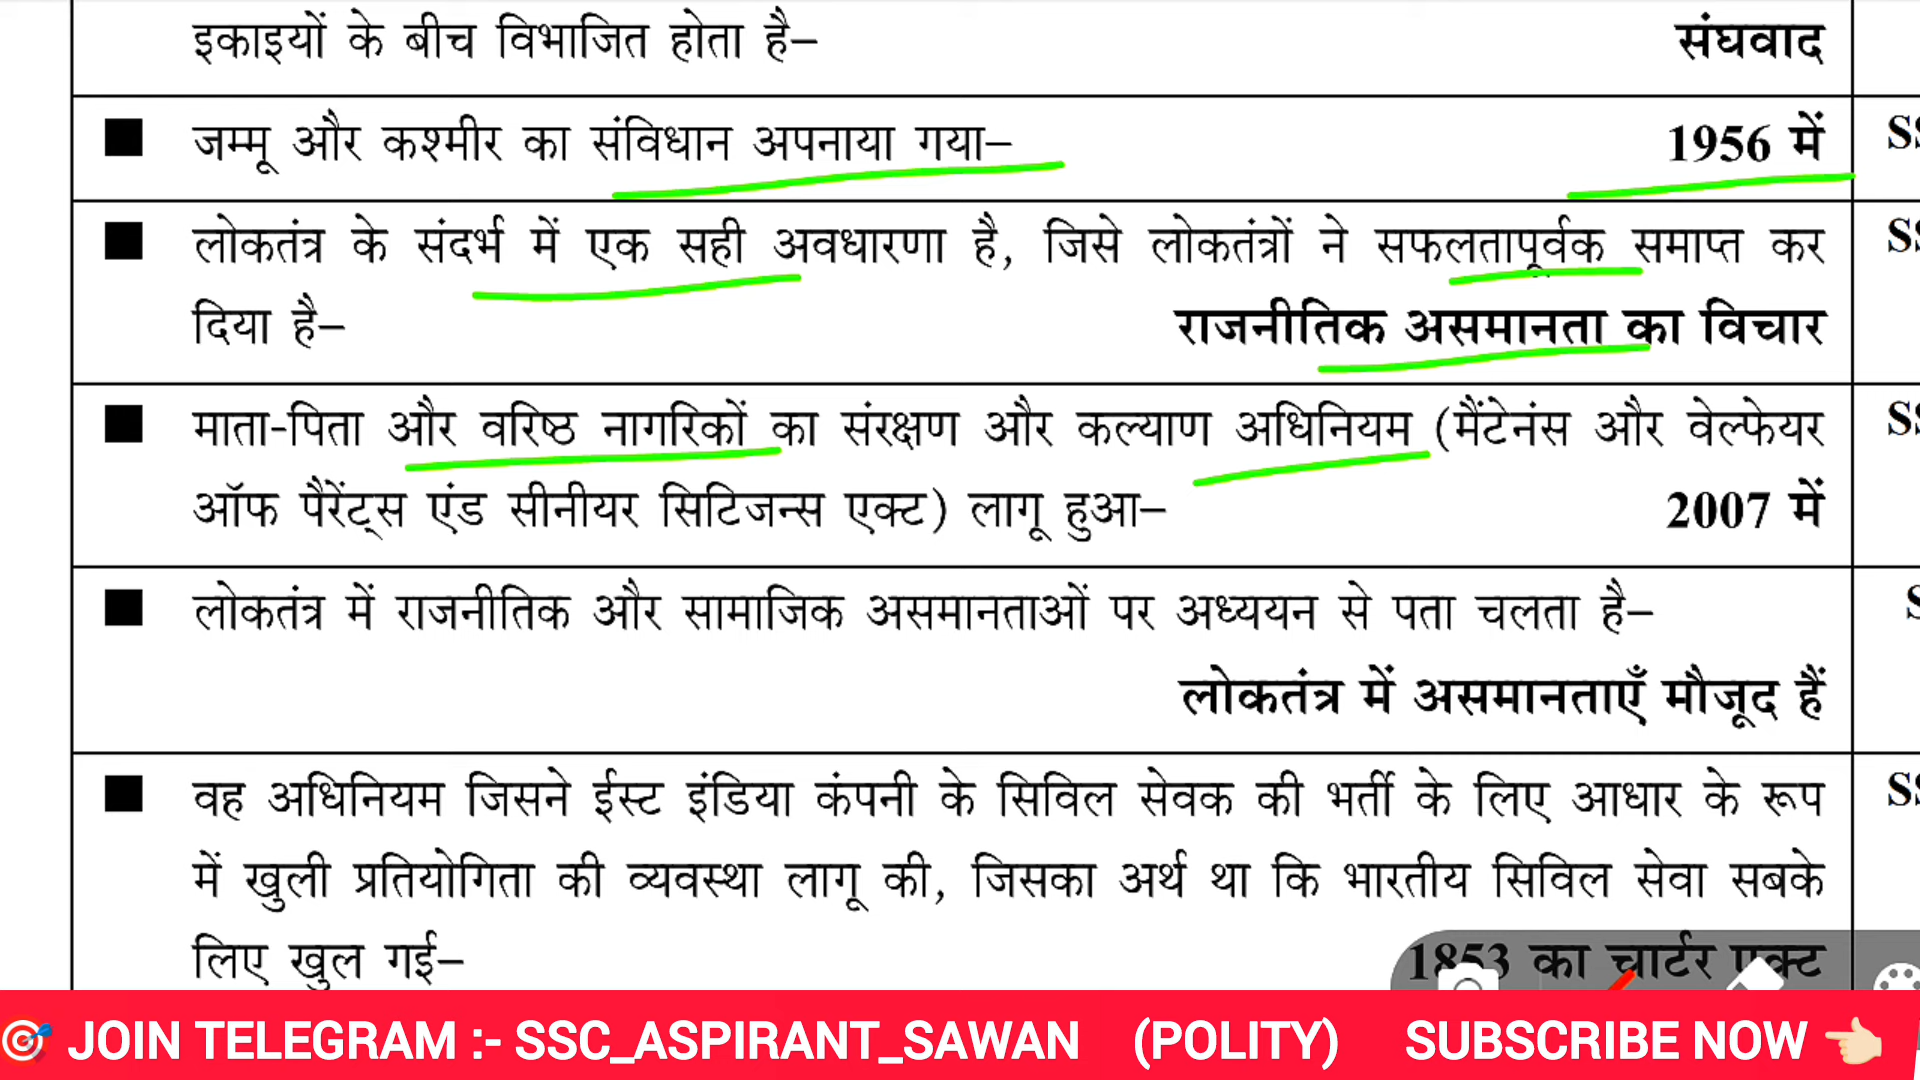 इकाइयों के बीच विभाजित होता है– संघवाद
■ जम्मू और कश्मीर का संविधान अपनाया गया– 1956 में
■ लोकतंत्र के संदर्भ में एक सही अवधारणा है, जिसे लोकतंत्रों ने सफलतापूर्वक समाप्त कर
दिया है– राजनीतिक असमानता का विचार
■ माता-पिता और वरिष्ठ नागरिकों का संरक्षण और कल्याण अधिनियम (मैंटेनंस और वेल्फेयर
ऑफ पैरेंट्स एंड सीनीयर सिटिजन्स एक्ट) लागू हुआ– 2007 में
■ लोकतंत्र में राजनीतिक और सामाजिक असमानताओं पर अध्ययन से पता चलता है–
लोकतंत्र में असमानताएँ मौजूद हैं
■ वह अधिनियम जिसने ईस्ट इंडिया कंपनी के सिविल सेवक की भर्ती के लिए आधार के रूप
में खुली प्रतियोगिता की व्यवस्था लागू की, जिसका अर्थ था कि भारतीय सिविल सेवा सबके
लिए खुल गई– 1853 का चार्टर एक्ट
JOIN TELEGRAM :- SSC_ASPIRANT_SAWAN (POLITY) SUBSCRIBE NOW